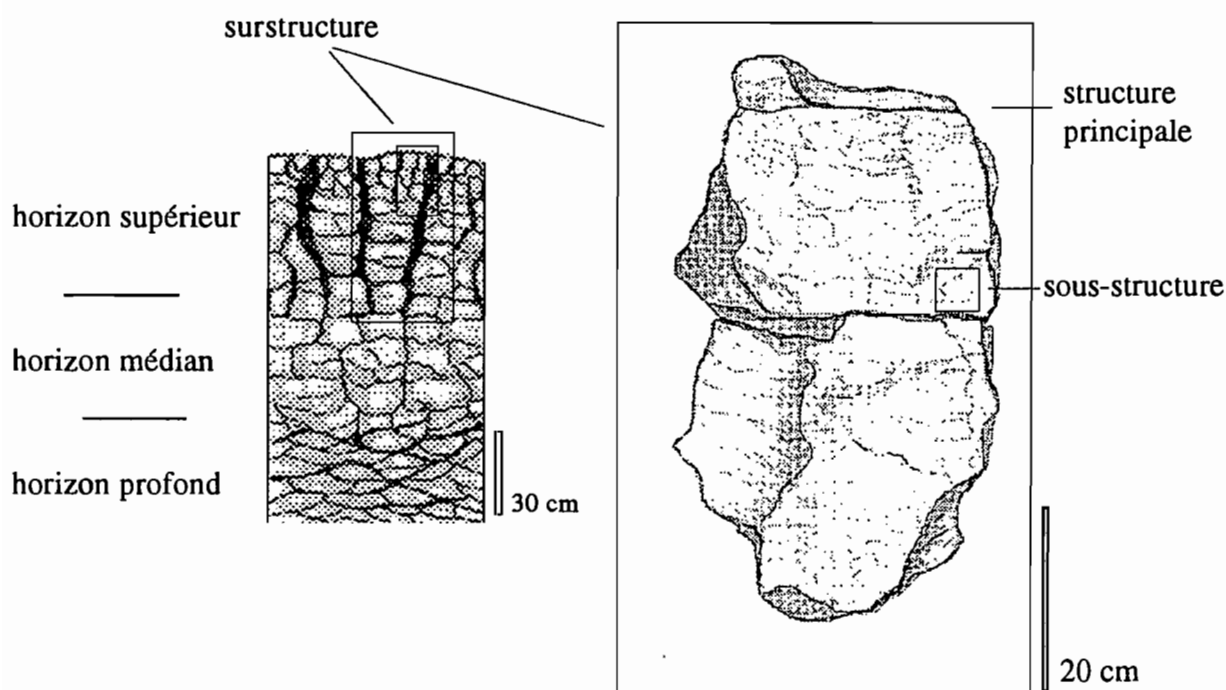 surstructure
horizon supérieur
horizon médian
horizon profond
30 cm
structure
principale
sous-structure
20 cm